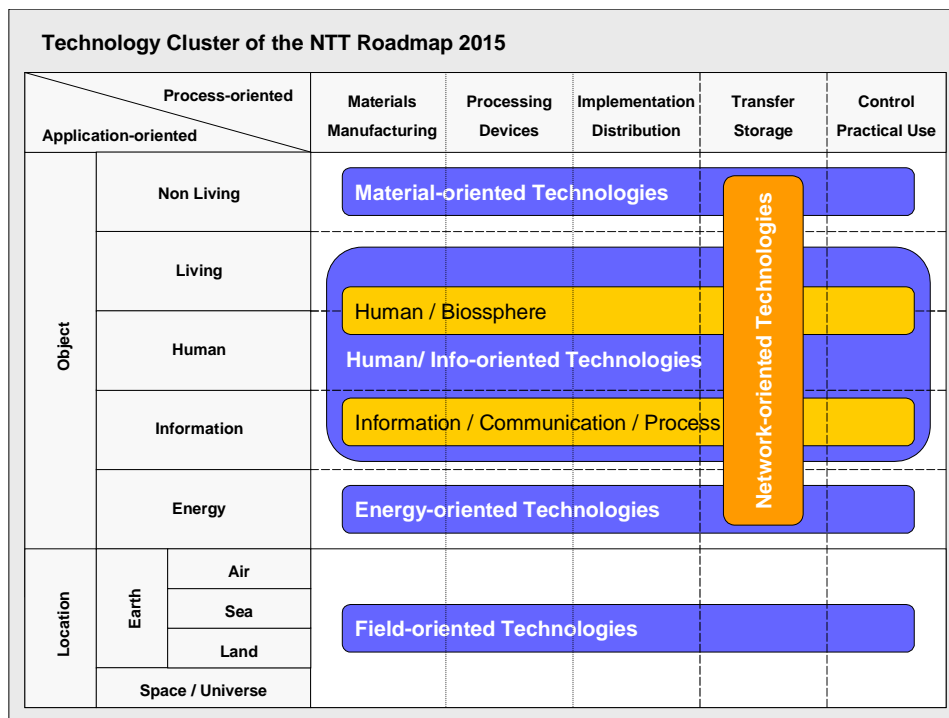 Technology Cluster of the NTT Roadmap 2015
Process-oriented
Application-oriented
Materials
Manufacturing
Processing
Devices
Implementation
Distribution
Transfer
Storage
Control
Practical Use
Object
Non Living
Material-oriented Technologies
Living
Human / Biossphere
Human
Human/ Info-oriented Technologies
Information
Information / Communication / Process
Energy
Energy-oriented Technologies
Network-oriented Technologies
Location
Earth
Air
Sea
Land
Field-oriented Technologies
Space / Universe